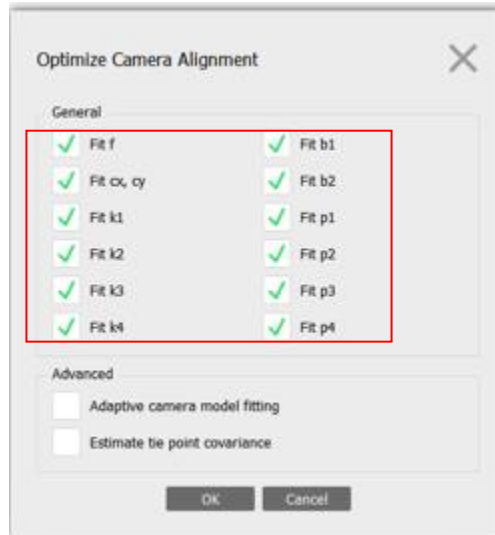 Optimize Camera Alignment
General
Fit f
Fit b1
Fit cx, cy
Fit b2
Fit k1
Fit p1
Fit k2
Fit p2
Fit k3
Fit p3
Fit k4
Fit p4
Advanced
Adaptive camera model fitting
Estimate tie point covariance
OK
Cancel